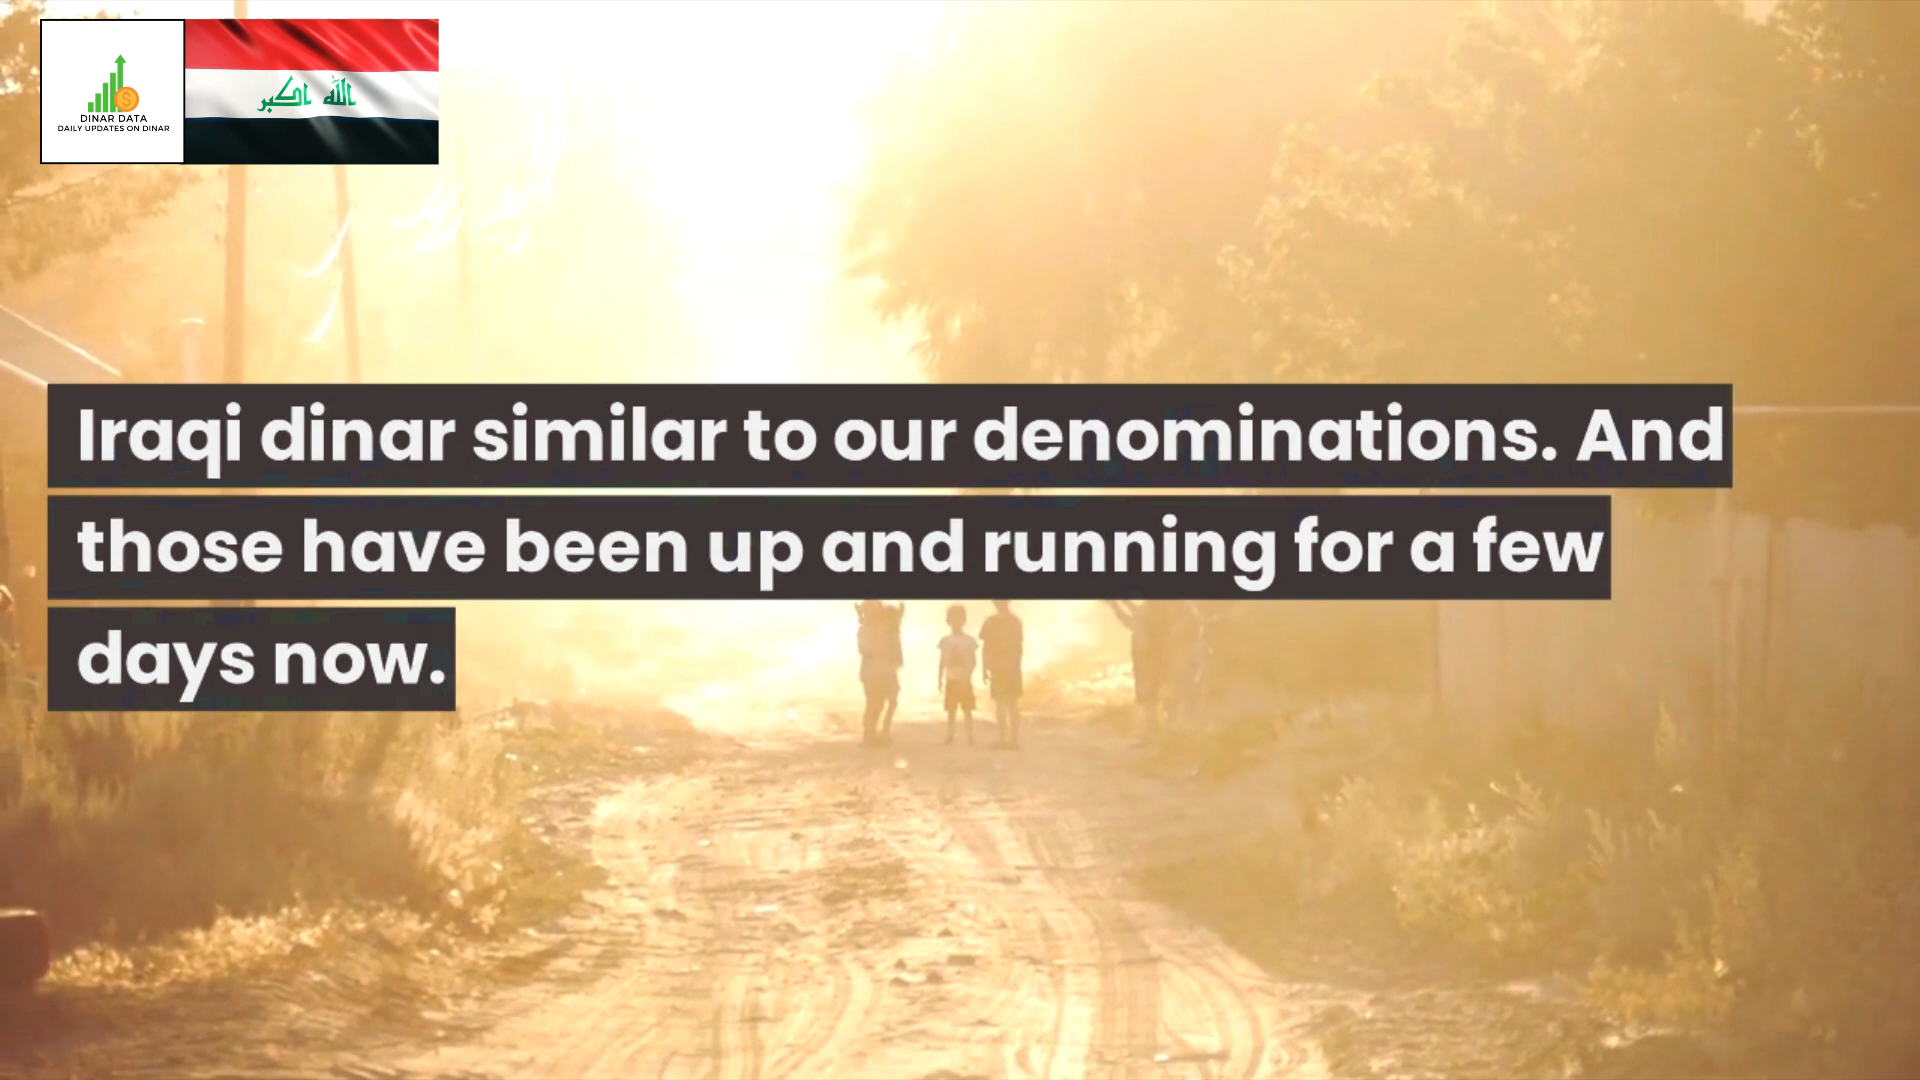 DINAR DATA
DAILY UPDATES ON DINAR
الله اكبر
Iraqi dinar similar to our denominations. And
those have been up and running for a few
days now.